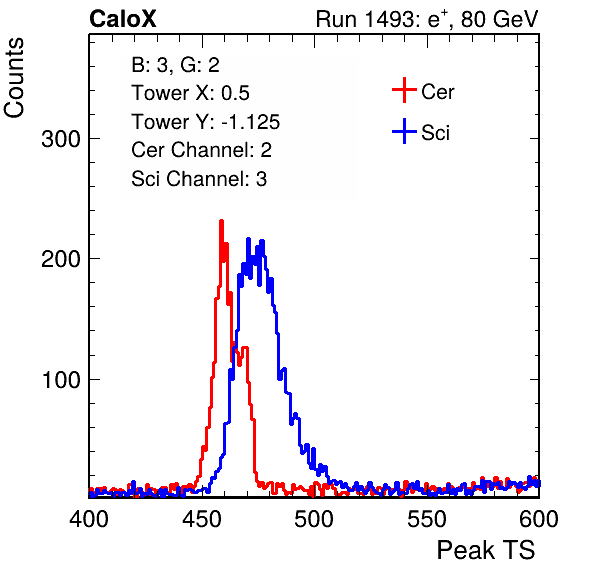 CaloX Run 1493: e⁺, 80 GeV
Counts
B: 3, G: 2
Tower X: 0.5
Tower Y: -1.125
Cer Channel: 2
Sci Channel: 3
Cer
Sci
300
200
100
400 450 500 550 600
Peak TS